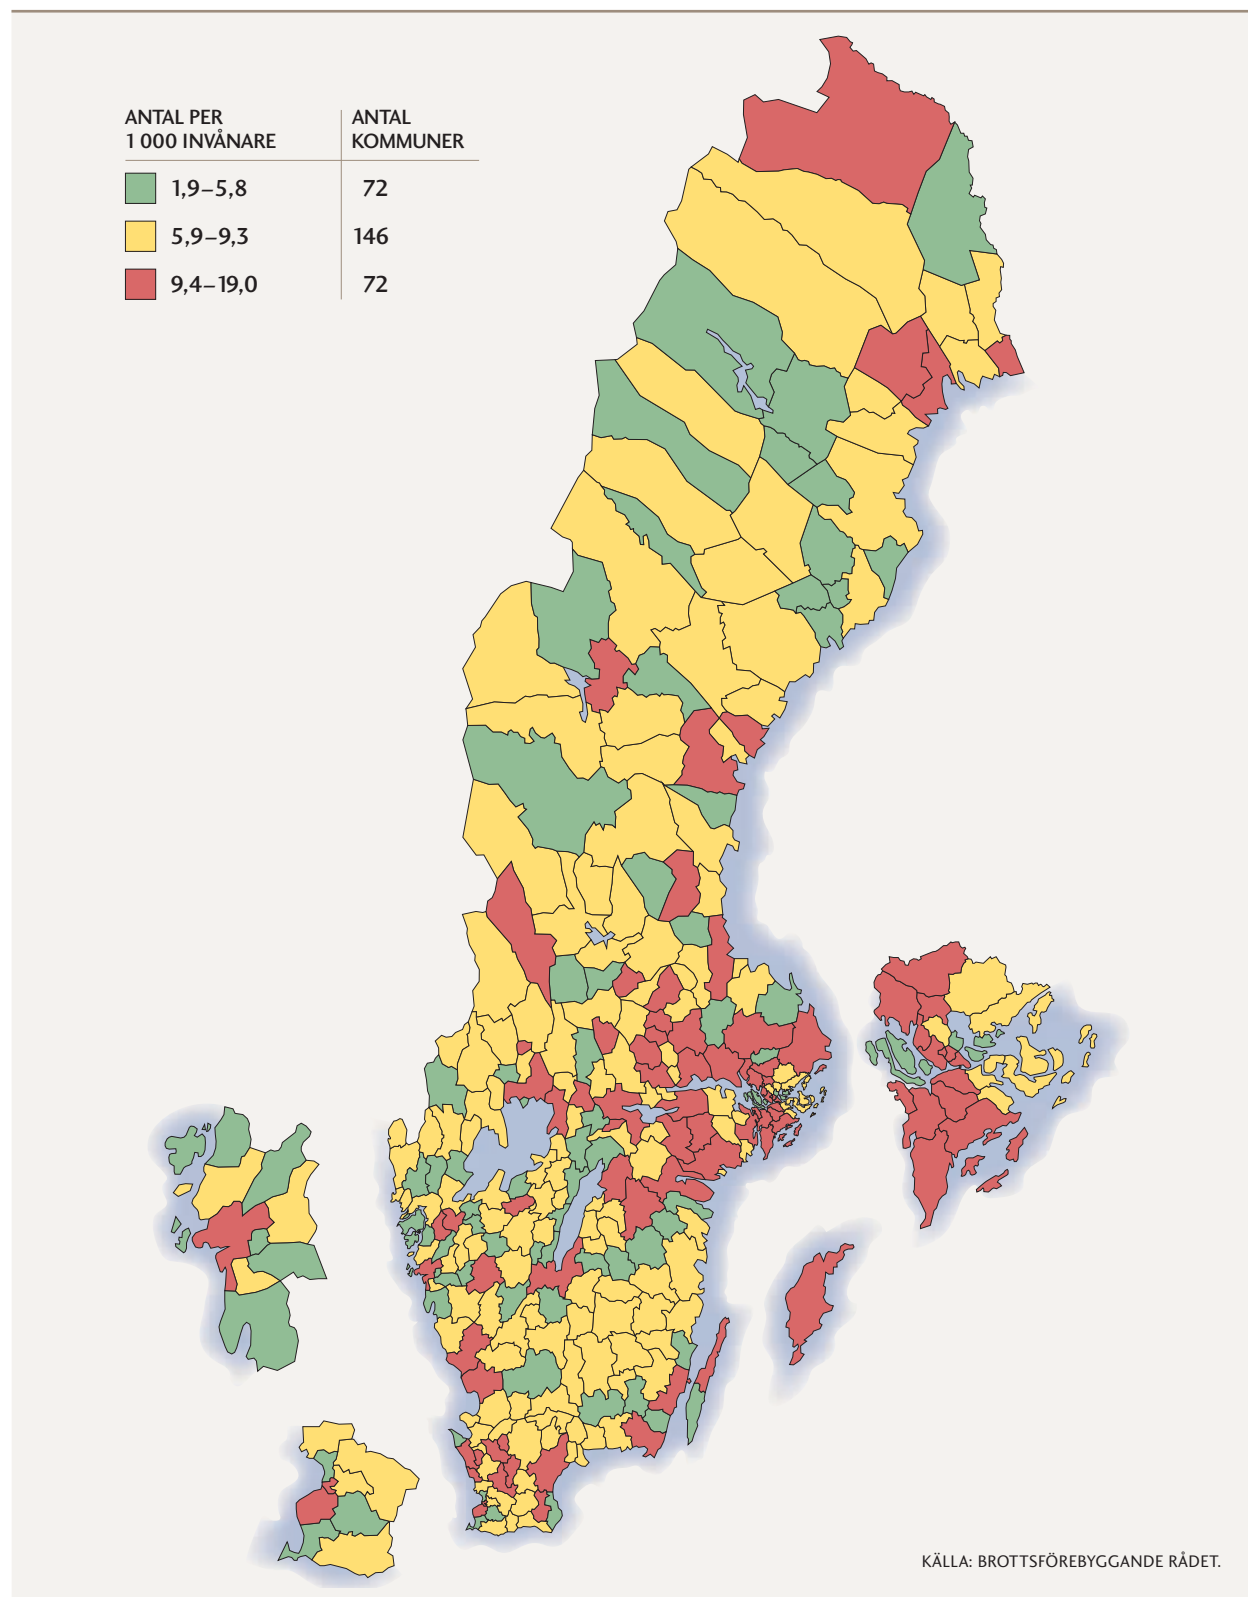 ANTAL PER
1 000 INVÅNARE
ANTAL
KOMMUNER
1,9–5,8 72
5,9–9,3 146
9,4–19,0 72
KÄLLA: BROTTSFÖREBYGGANDE RÅDET.